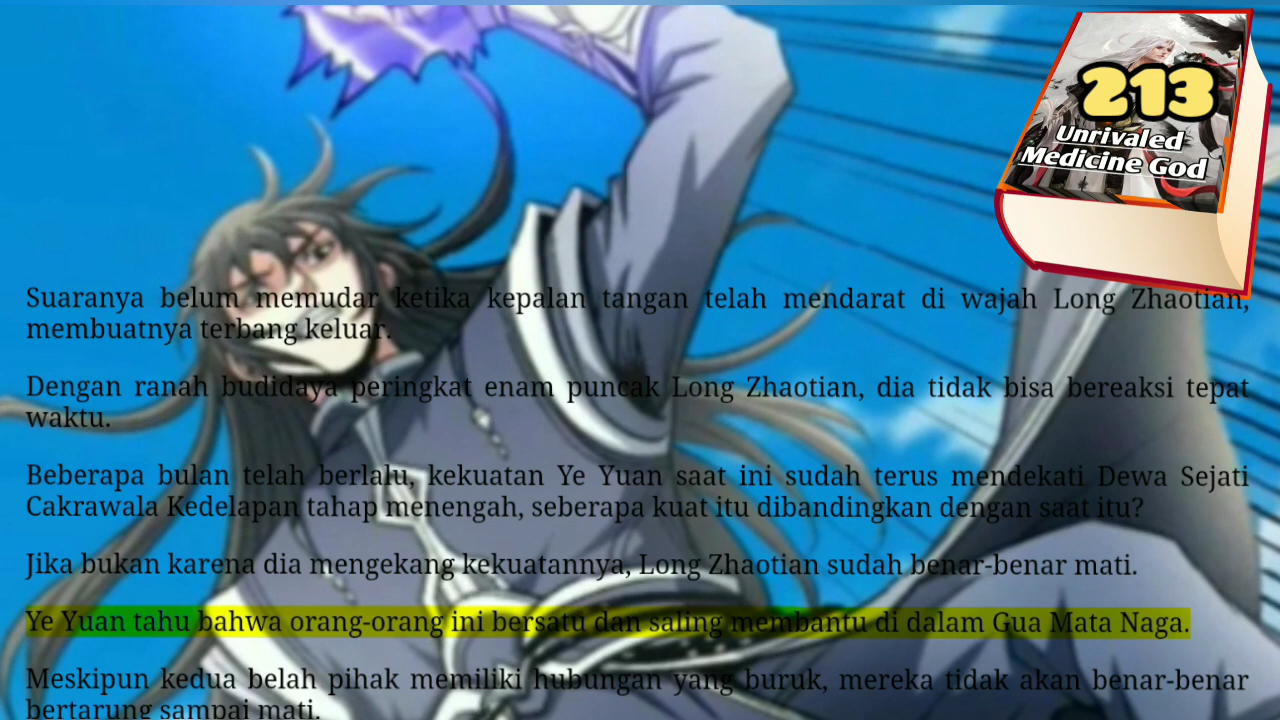 213
Unrivaled
Medicine God
Suaranya belum memudar ketika kepalan tangan telah mendarat di wajah Long Zhaotian,
membuatnya terbang keluar.
Dengan ranah budidaya peringkat enam puncak Long Zhaotian, dia tidak bisa bereaksi tepat
waktu.
Beberapa bulan telah berlalu, kekuatan Ye Yuan saat ini sudah terus mendekati Dewa Sejati
Cakrawala Kedelapan tahap menengah, seberapa kuat itu dibandingkan dengan saat itu?
Jika bukan karena dia mengekang kekuatannya, Long Zhaotian sudah benar-benar mati.
Ye Yuan tahu bahwa orang-orang ini bersatu dan saling membantu di dalam Gua Mata Naga.
Meskipun kedua belah pihak memiliki hubungan yang buruk, mereka tidak akan benar-benar
bertarung sampai mati.